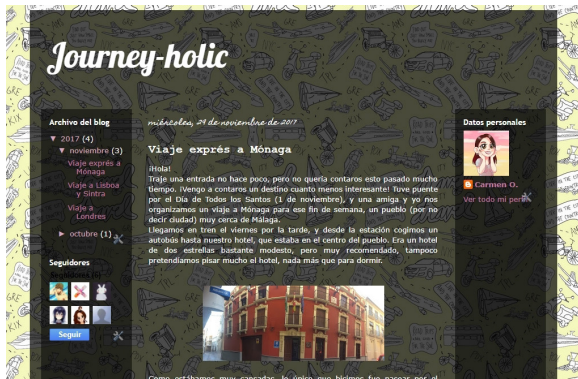 Journey-holic
Archivo del blog
▼ 2017 (4)
▼ noviembre (3)
Viaje exprés a
Mónaga
Viaje a Lisboa
y Sintra
Viaje a
Londres
► octubre (1)
Seguidores
Seguidores (6)
Seguir
miércoles, 29 de noviembre de 2017
Viaje exprés a Mónaga
¡Hola!
Traje una entrada no hace poco, pero no quería contaros esto pasado mucho
tiempo. ¡Vengo a contaros un destino cuanto menos interesante! Tuve puente
por el Día de Todos los Santos (1 de noviembre), y una amiga y yo nos
organizamos un viaje a Mónaga para ese fin de semana, un pueblo (por no
decir ciudad) muy cerca de Málaga.
Llegamos en tren el viernes por la tarde, y desde la estación cogimos un
autobús hasta nuestro hotel, que estaba en el centro del pueblo. Era un hotel
de dos estrellas bastante modesto, pero muy recomendado, tampoco
pretendíamos pisar mucho el hotel, nada más que para dormir.
Como estábamos muy cansadas, lo único que hicimos fue pasear por el
Datos personales
Carmen O.
Ver todo mi perfil